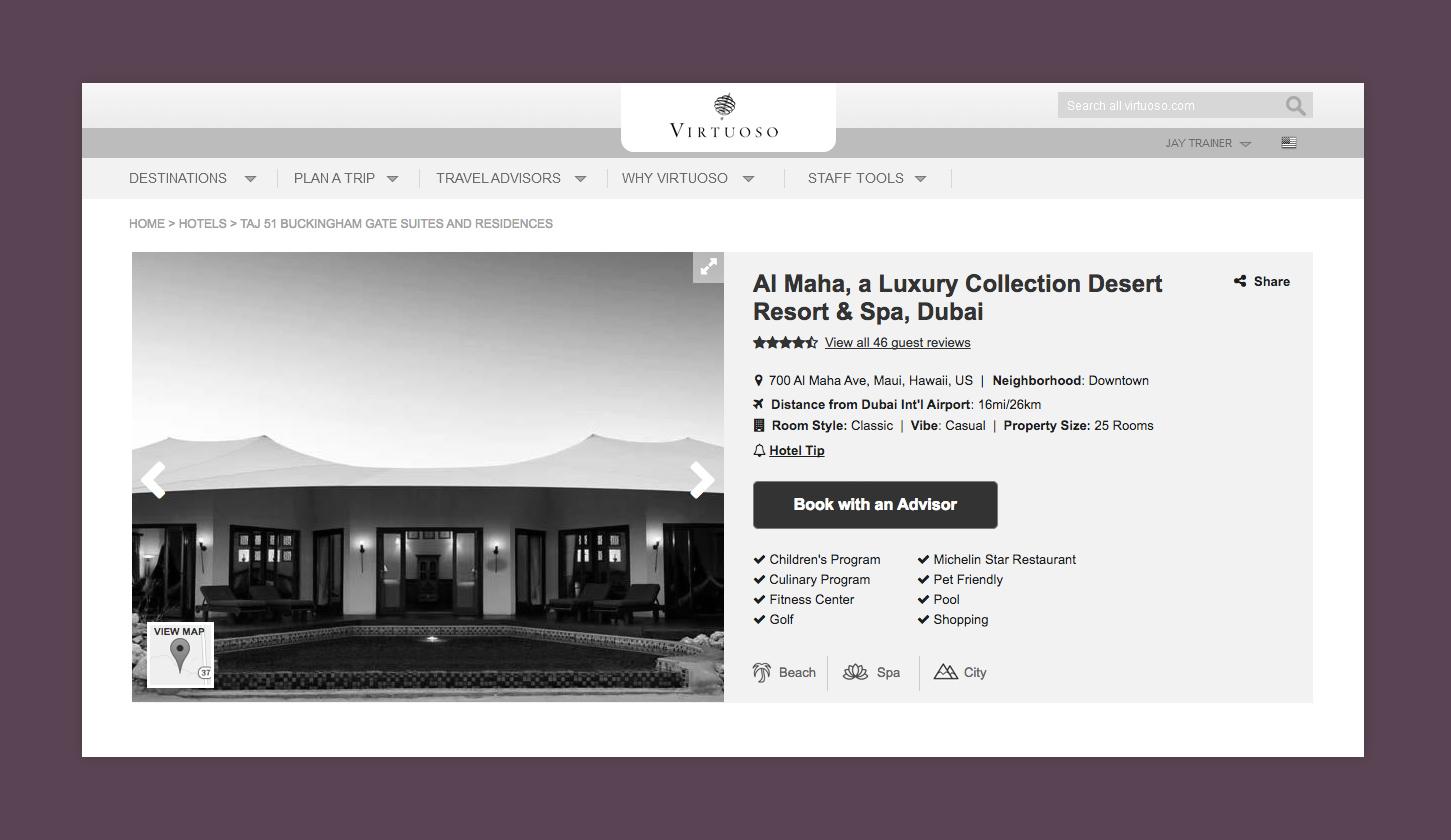 VIRTUOSO
Search all virtuoso.com
JAY TRAINER
DESTINATIONS PLAN A TRIP TRAVEL ADVISORS WHY VIRTUOSO STAFF TOOLS
HOME > HOTELS > TAJ 51 BUCKINGHAM GATE SUITES AND RESIDENCES
Al Maha, a Luxury Collection Desert
Resort & Spa, Dubai
Share
View all 46 guest reviews
700 Al Maha Ave, Maui, Hawaii, US | Neighborhood: Downtown
Distance from Dubai Int'l Airport: 16mi/26km
Room Style: Classic | Vibe: Casual | Property Size: 25 Rooms
Hotel Tip
Book with an Advisor
Children's Program Michelin Star Restaurant
Culinary Program Pet Friendly
Fitness Center Pool
Golf Shopping
Beach Spa City
VIEW MAP
37